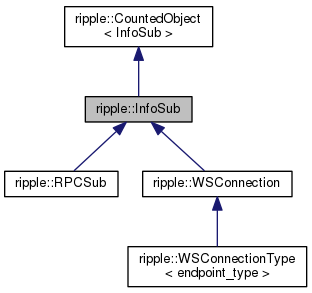 ripple::CountedObject
< InfoSub >
ripple::InfoSub
ripple::RPCSub
ripple::WSConnection
ripple::WSConnectionType
< endpoint_type >